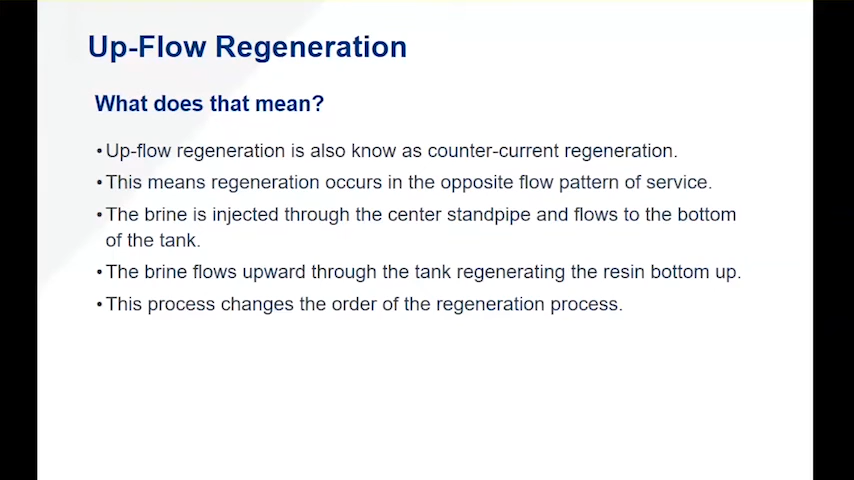 Up-Flow Regeneration
What does that mean?
•Up-flow regeneration is also know as counter-current regeneration.
•This means regeneration occurs in the opposite flow pattern of service.
•The brine is injected through the center standpipe and flows to the bottom
of the tank.
•The brine flows upward through the tank regenerating the resin bottom up.
•This process changes the order of the regeneration process.